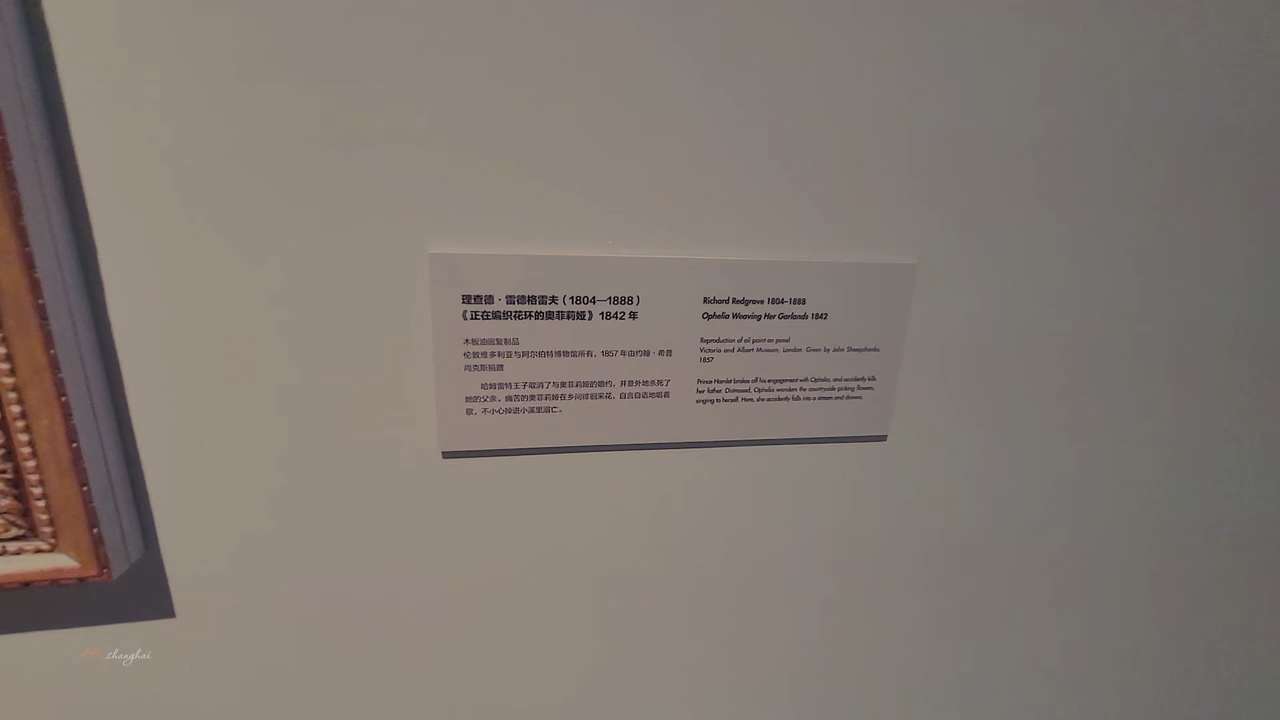 理查德·雷德格雷夫（1804—1888）
《正在编织花环的奥菲莉娅》1842 年
木板油画复制品
伦敦维多利亚与阿尔伯特博物馆所有，1857 年由约翰·希普
尚克斯捐赠
哈姆雷特王子取消了与奥菲莉娅的婚约，并意外地杀死了
她的父亲。痛苦的奥菲莉娅在乡间徘徊采花，自言自语地唱着
歌，不小心掉进小溪里溺亡。
Richard Redgrave 1804–1888
Ophelia Weaving Her Garlands 1842
Reproduction of oil paint on panel
Victoria and Albert Museum, London Given by John Sheepshanks,
1857
Prince Hamlet brakes off his engagement with Ophelia, and accidently kills
her father. Distressed, Ophelia wanders the countryside picking flowers,
singing to herself. Here, she accidently falls into a stream and drowns.
shanghai